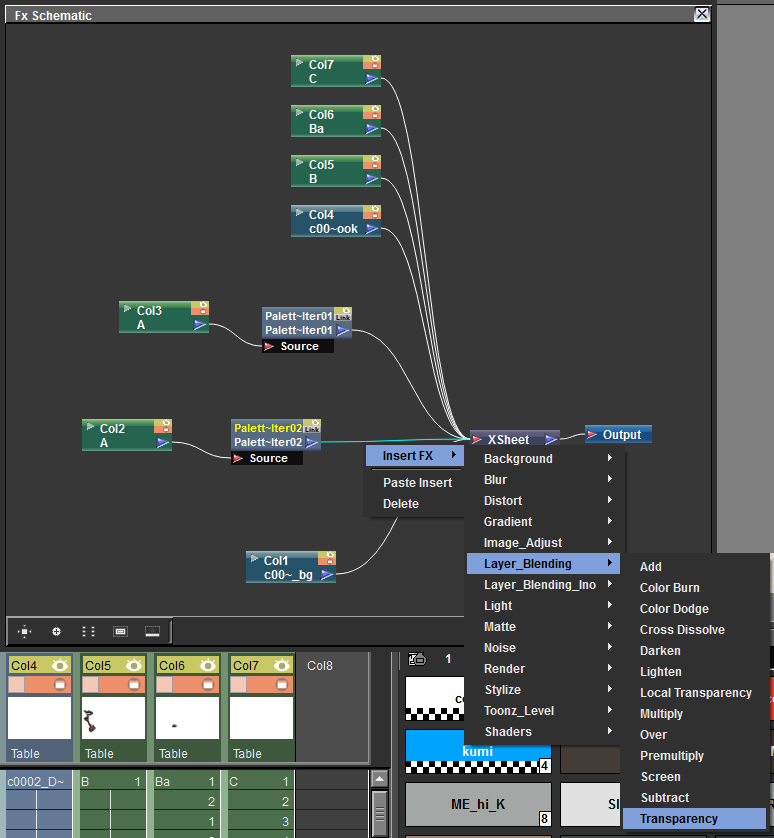 Fx Schematic
Col7
C
Col6
Ba
Col5
B
Col4
c00~ook
Col3
A
Palett~lter01
Link
Palett~lter01
Source
Col2
A
Palett~lter02
Link
Palett~lter02
Source
XSheet
Output
Col1
c00~_bg
Insert FX
Paste Insert
Delete
Background
Blur
Distort
Gradient
Image_Adjust
Layer_Blending
Layer_Blending_Ino
Light
Matte
Noise
Render
Stylize
Toonz_Level
Shaders
Add
Color Burn
Color Dodge
Cross Dissolve
Darken
Lighten
Local Transparency
Multiply
Over
Premultiply
Screen
Subtract
Transparency
Col4 Col5 Col6 Col7 Col8
Table Table Table Table
c0002_D~ B 1 Ba 1 C 1
2 2
1 3
1
kumi
4
ME_hi_K
8